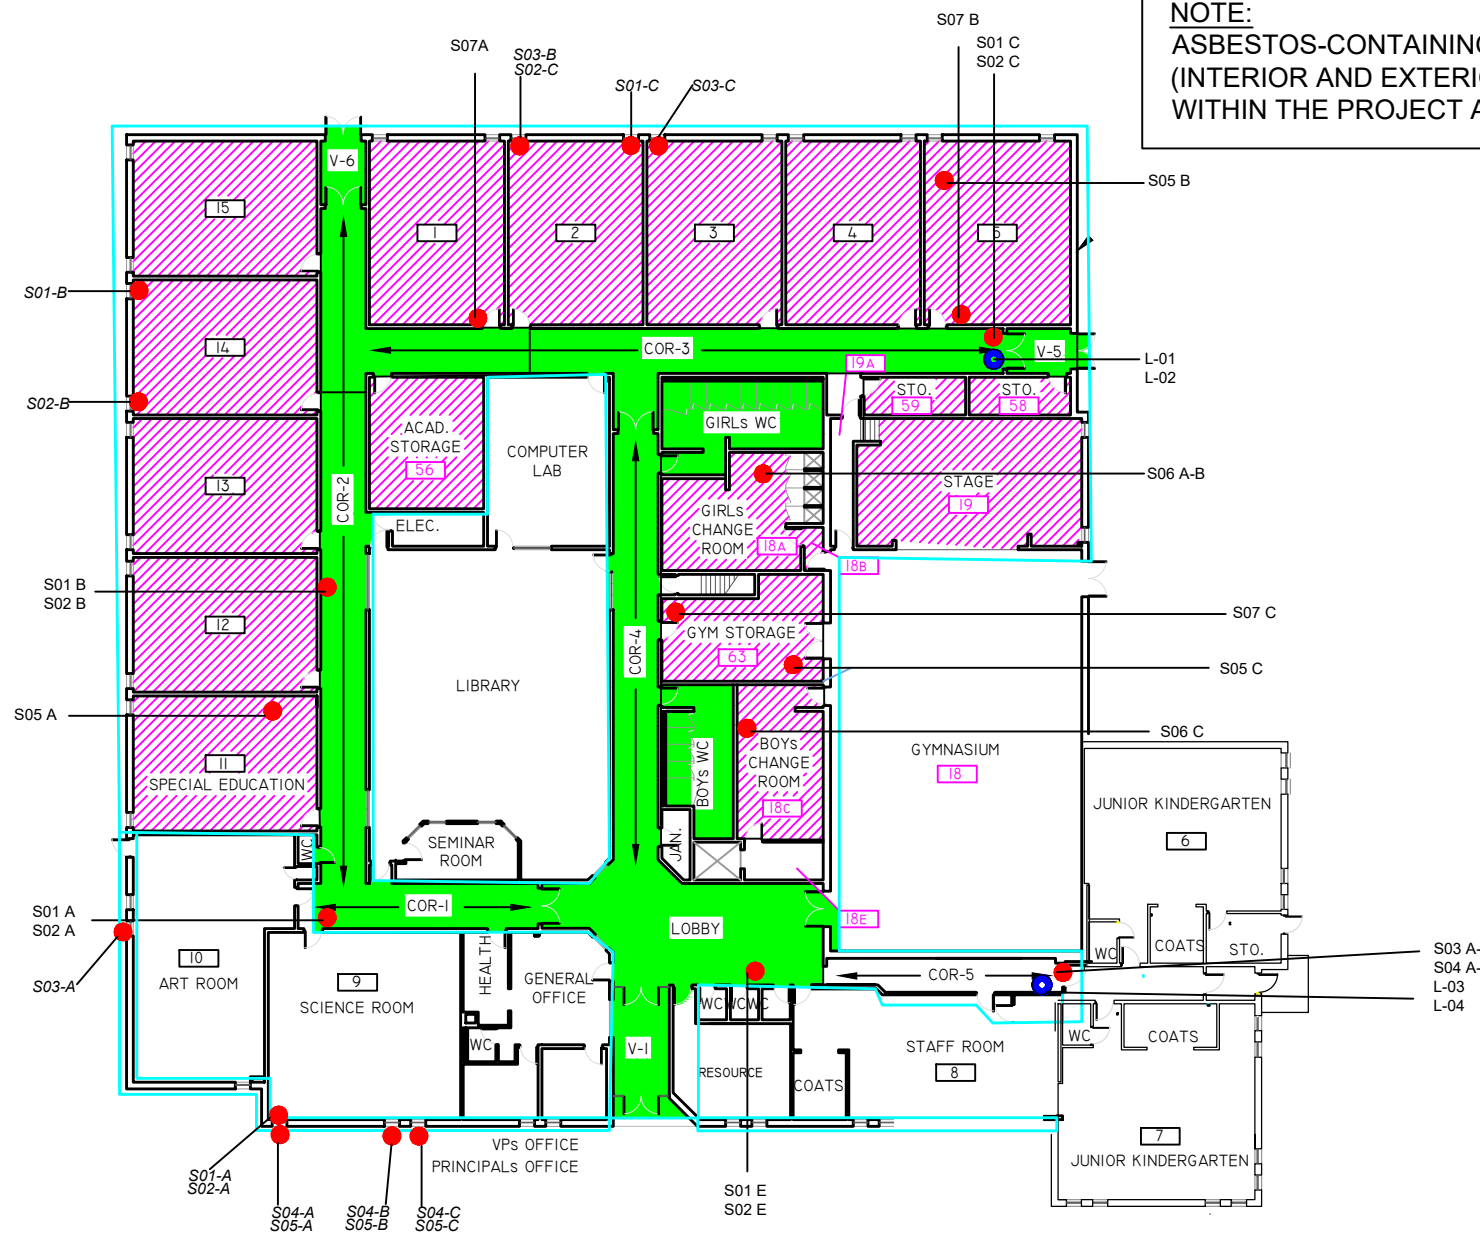 NOTE:
ASBESTOS-CONTAINING
(INTERIOR AND EXTERI
WITHIN THE PROJECT A
S07 B
S01 C
S02 C
S07A
S03-B
S02-C
S01-C
S03-C
V-6
S05 B
15
1
2
3
4
5
S01-B
14
COR-3
V-5
L-01
L-02
19A
S02-B
ACAD.
STORAGE
56
COMPUTER
LAB
GIRLs WC
STO.
59
STO.
58
13
COR-2
ELEC.
GIRLs
CHANGE
ROOM
18A
S06 A-B
STAGE
19
18B
S01 B
S02 B
12
COR-4
GYM STORAGE
63
S07 C
S05 C
LIBRARY
S05 A
11
SPECIAL EDUCATION
BOYs WC
BOYs
CHANGE
ROOM
18C
S06 C
GYMNASIUM
18
JUNIOR KINDERGARTEN
6
WC
SEMINAR
ROOM
JAN.
S01 A
S02 A
COR-1
LOBBY
18E
S03-A
10
ART ROOM
9
SCIENCE ROOM
HEALTH
GENERAL
OFFICE
WC
COR-5
WC
COATS
STO.
S03 A-
S04 A-
L-03
L-04
WC
WC
WC
V-1
RESOURCE
COATS
STAFF ROOM
8
WC
COATS
7
JUNIOR KINDERGARTEN
VPs OFFICE
PRINCIPALs OFFICE
S01-A
S02-A
S04-A
S05-A
S04-B
S05-B
S04-C
S05-C
S01 E
S02 E